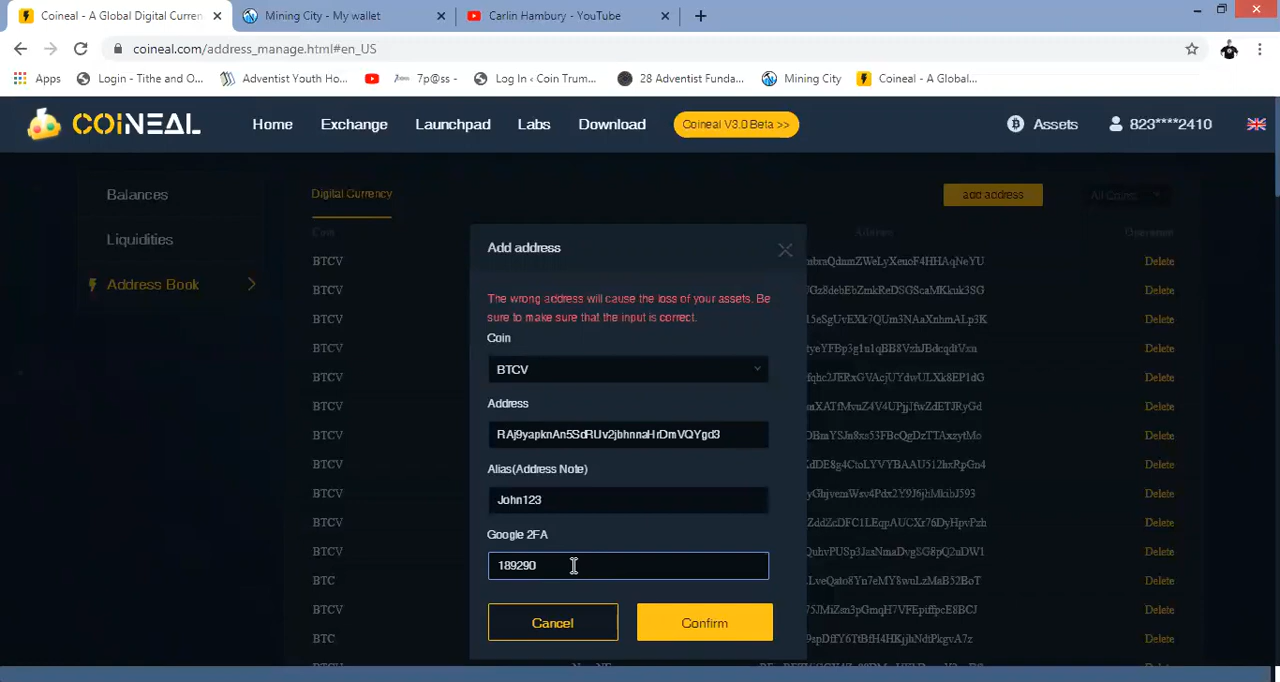 Coineal - A Global Digital Curren
Mining City - My wallet
Carlin Hambury - YouTube
coineal.com/address_manage.html#en_US
Apps
Login - Tithe and O...
Adventist Youth Ho...
7p@ss -
Log In ‹ Coin Trum...
28 Adventist Funda...
Mining City
Coineal - A Global...
COiNEAL
Home
Exchange
Launchpad
Labs
Download
Coineal V3.0 Beta >>
Assets
823****2410
Balances
Liquidities
Address Book
Digital Currency
add address
All Coins
Coin
Address
Operation
BTCV
Delete
BTCV
Delete
BTCV
Delete
BTCV
Delete
BTCV
Delete
BTCV
Delete
BTCV
Delete
BTCV
Delete
BTCV
Delete
BTCV
Delete
BTCV
Delete
BTC
Delete
BTCV
Delete
BTC
Delete
Add address
The wrong address will cause the loss of your assets. Be
sure to make sure that the input is correct.
Coin
BTCV
Address
RAj9yapknAn5SdRUv2jbhnnaHrDmVQYgd3
Alias(Address Note)
John123
Google 2FA
189290
Cancel
Confirm